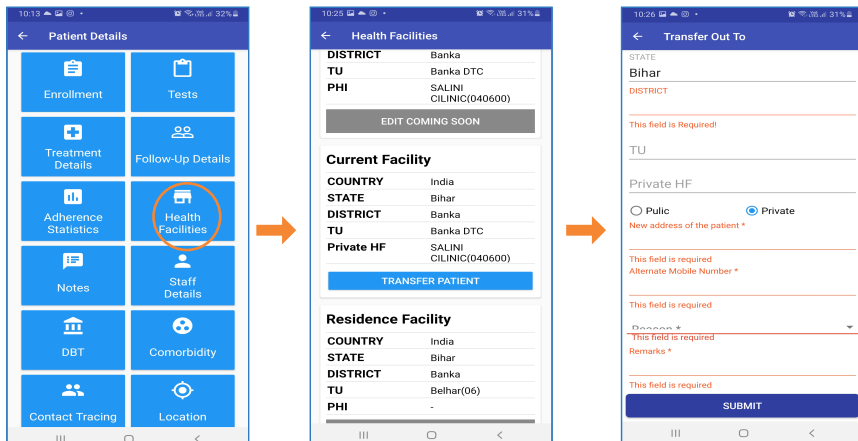 10:13
32%
Patient Details
Enrollment
Tests
Treatment
Details
Follow-Up Details
Adherence
Statistics
Health
Facilities
Notes
Staff
Details
DBT
Comorbidity
Contact Tracing
Location
10:25
31%
Health Facilities
DISTRICT Banka
TU Banka DTC
PHI SALINI
CILINIC(040600)
EDIT COMING SOON
Current Facility
COUNTRY India
STATE Bihar
DISTRICT Banka
TU Banka DTC
Private HF SALINI
CILINIC(040600)
TRANSFER PATIENT
Residence Facility
COUNTRY India
STATE Bihar
DISTRICT Banka
TU Belhar(06)
PHI -
10:26
31%
Transfer Out To
STATE
Bihar
DISTRICT
This field is Required!
TU
Private HF
Pulic Private
New address of the patient *
This field is required
Alternate Mobile Number *
This field is required
Reason *
This field is required
Remarks *
This field is required
SUBMIT